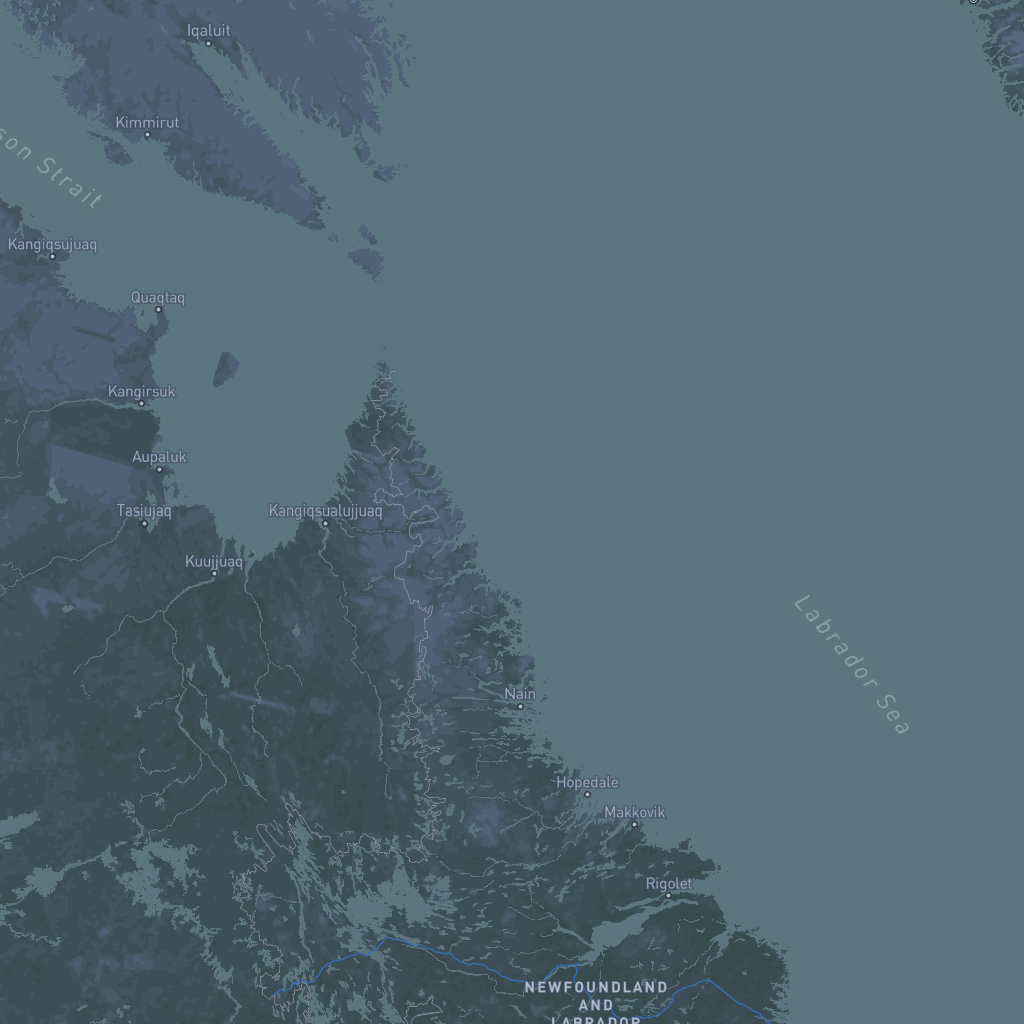 Iqaluit
Kimmirut
son Strait
Kangiqsujuaq
Quaqtaq
Kangirsuk
Aupaluk
Tasiujaq
Kangiqsualujjuaq
Kuujjuaq
Labrador Sea
Nain
Hopedale
Makkovik
Rigolet
NEWFOUNDLAND
AND
LABRADOR